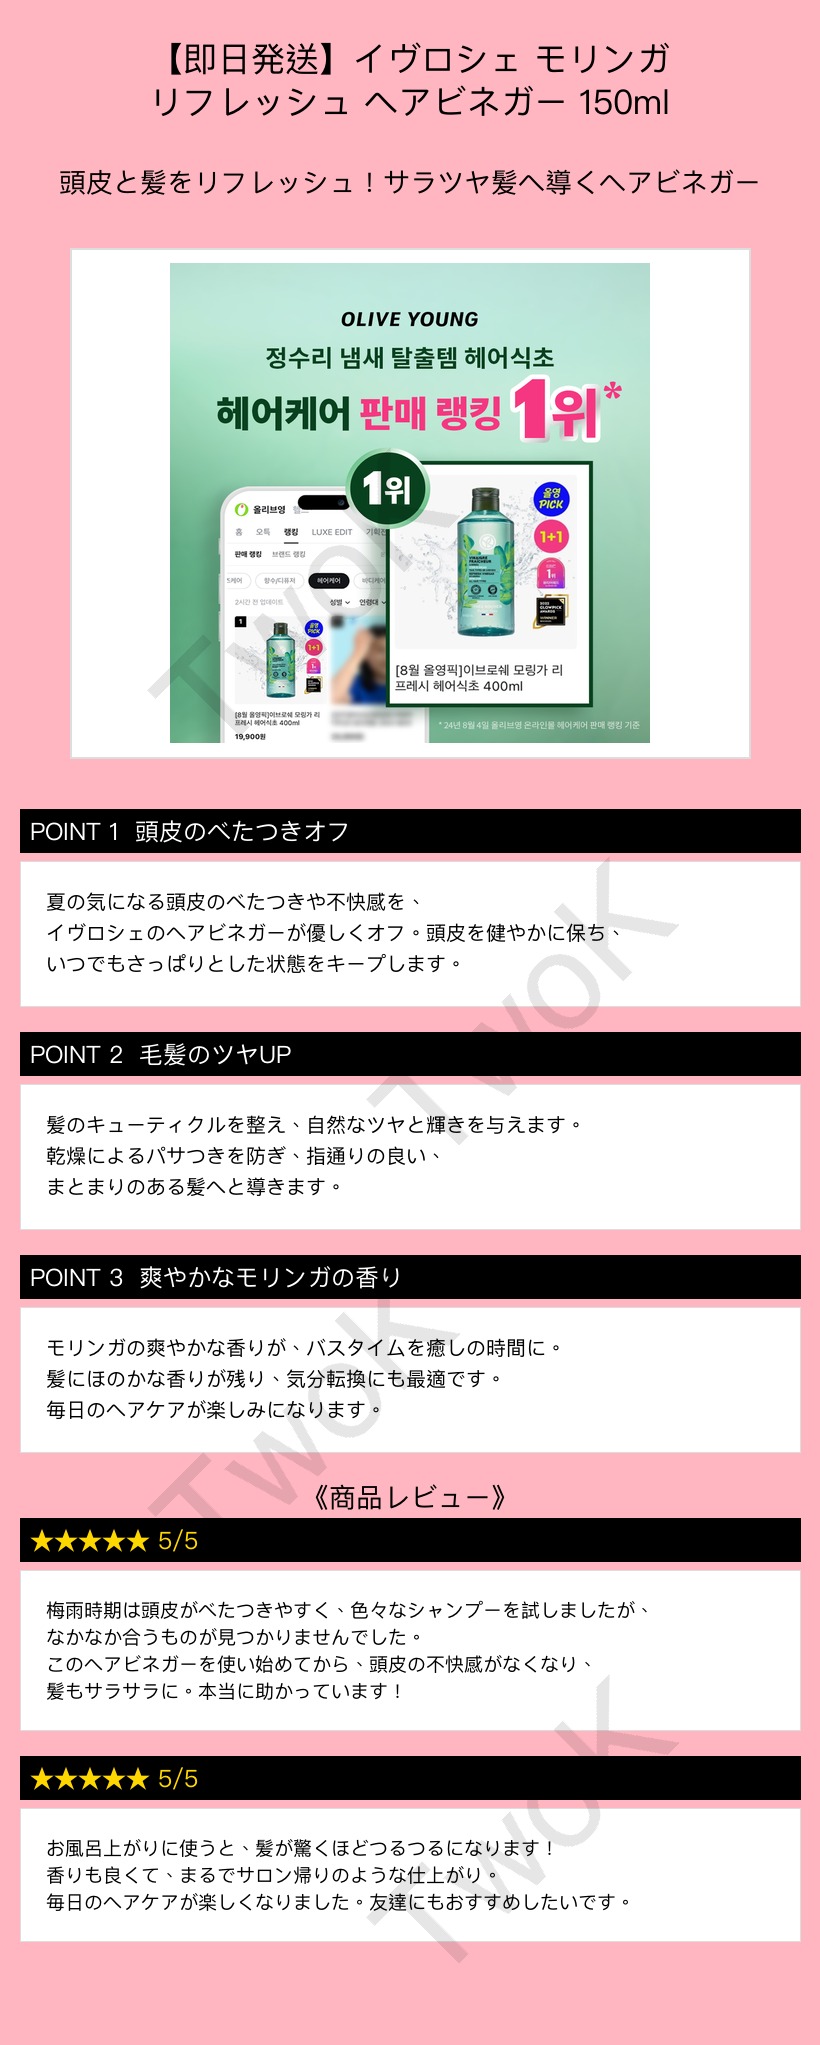 【即日発送】イヴロシェ モリンガ
リフレッシュ ヘアビネガー 150ml
頭皮と髪をリフレッシュ！サラツヤ髪へ導くヘアビネガー
OLIVE YOUNG
정수리 냄새 탈출템 헤어식초
헤어케어 판매 랭킹 1위*
1위
올리브영
홈 오특 랭킹 LUXE EDIT 기획전
판매 랭킹 브랜드 랭킹
향수/디퓨저 헤어케어 바디케어
2시간 전 업데이트 성별 연령대
1
올영
PICK
1+1
1위
[8월 올영픽]이브로쉐 모링가 리
프레시 헤어식초 400ml
19,900원
올영
PICK
1+1
1위
GLOWPICK
AWARDS
WINNER
[8월 올영픽]이브로쉐 모링가 리
프레시 헤어식초 400ml
* 24년 8월 4일 올리브영 온라인몰 헤어케어 판매 랭킹 기준
TwoK
POINT 1 頭皮のべたつきオフ
夏の気になる頭皮のべたつきや不快感を、
イヴロシェのヘアビネガーが優しくオフ。頭皮を健やかに保ち、
いつでもさっぱりとした状態をキープします。
TwoK
POINT 2 毛髪のツヤUP
髪のキューティクルを整え、自然なツヤと輝きを与えます。
乾燥によるパサつきを防ぎ、指通りの良い、
まとまりのある髪へと導きます。
POINT 3 爽やかなモリンガの香り
モリンガの爽やかな香りが、バスタイムを癒しの時間に。
髪にほのかな香りが残り、気分転換にも最適です。
毎日のヘアケアが楽しみになります。
TwoK
《商品レビュー》
★★★★★ 5/5
梅雨時期は頭皮がべたつきやすく、色々なシャンプーを試しましたが、
なかなか合うものが見つかりませんでした。
このヘアビネガーを使い始めてから、頭皮の不快感がなくなり、
髪もサラサラに。本当に助かっています！
★★★★★ 5/5
お風呂上がりに使うと、髪が驚くほどつるつるになります！
香りも良くて、まるでサロン帰りのような仕上がり。
毎日のヘアケアが楽しくなりました。友達にもおすすめしたいです。
TwoK